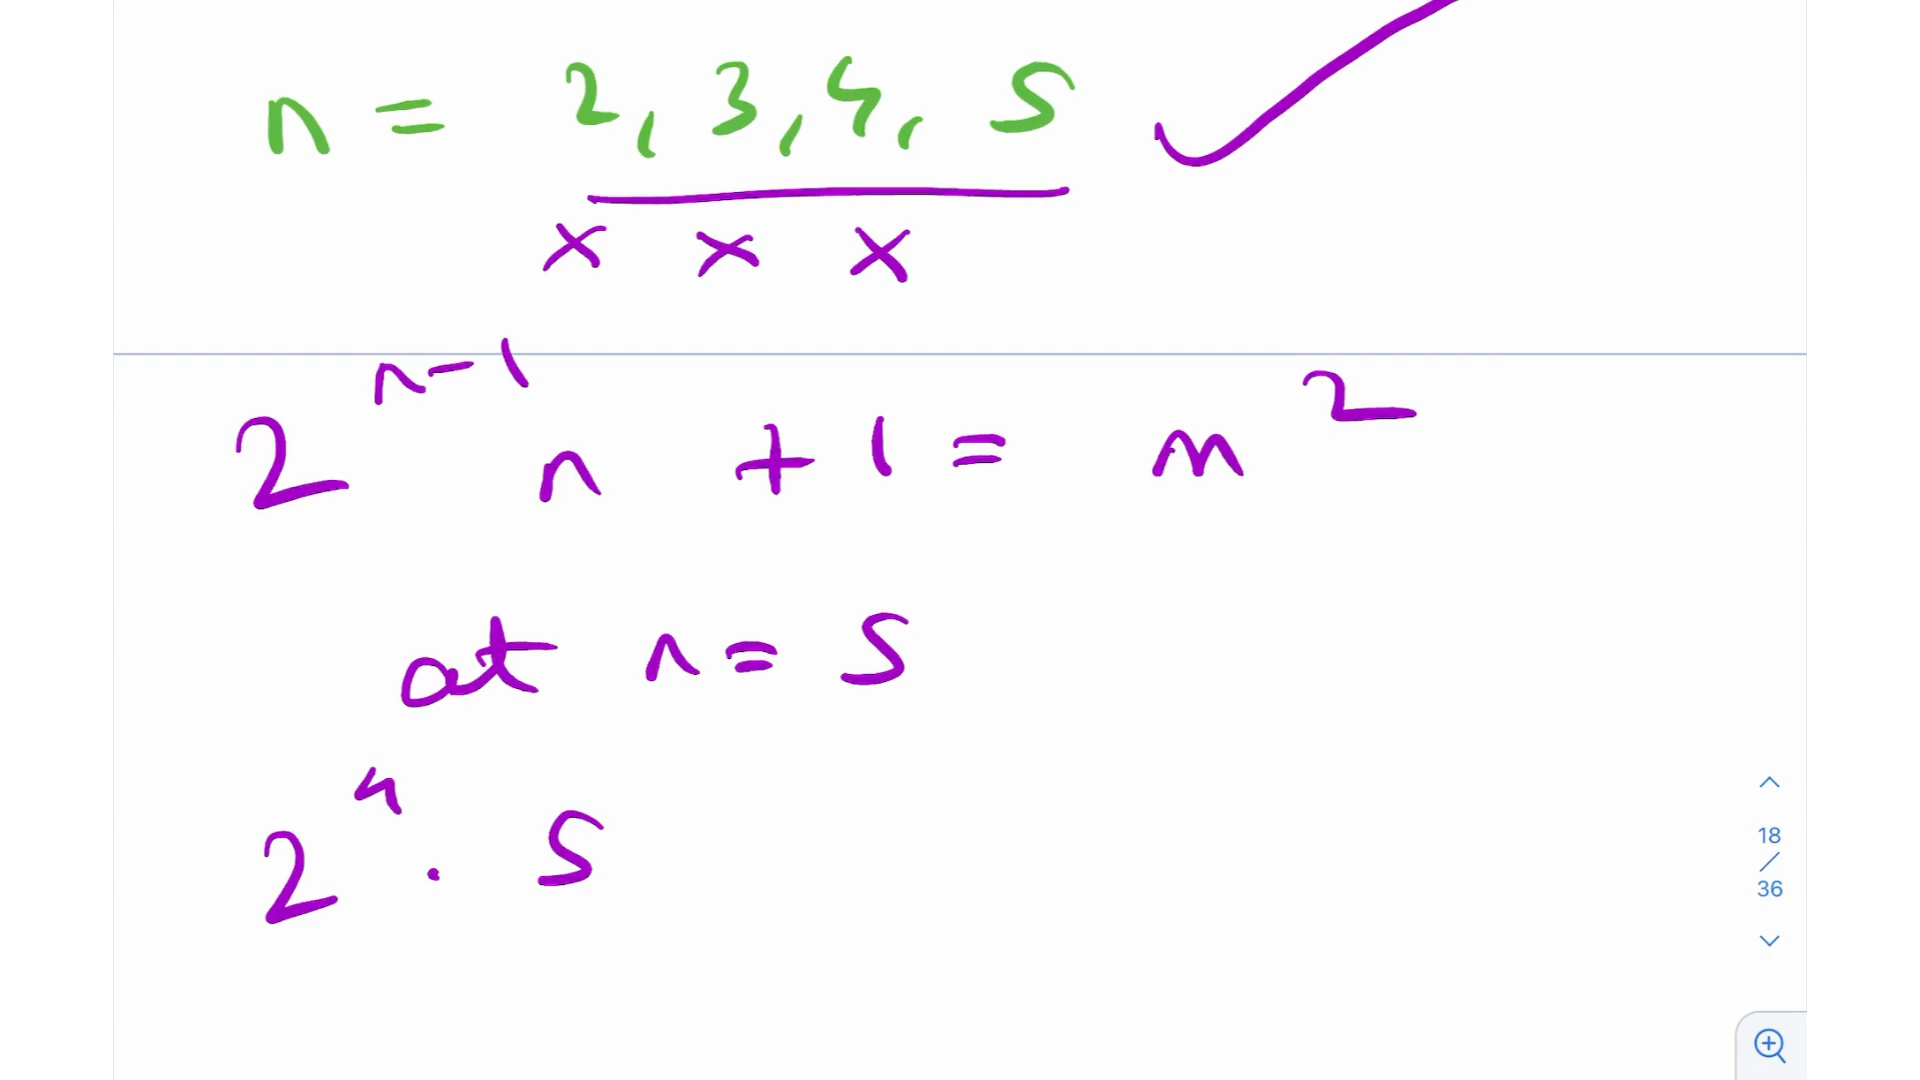 n = 2, 3, 4, 5
x x x
2^{n-1} n + 1 = m^2
at n = 5
2^4 . 5
18
/
36